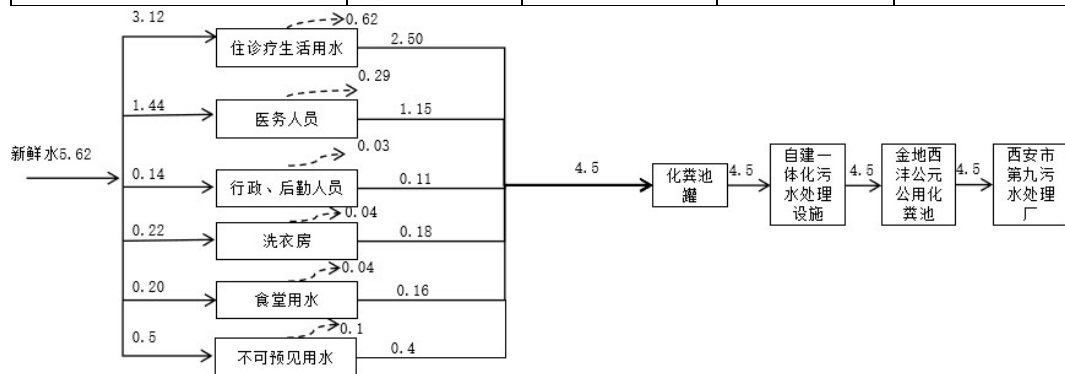 3.12
0.62
住诊疗生活用水
2.50
0.29
1.44
医务人员
1.15
新鲜水5.62
0.03
0.14
行政、后勤人员
0.11
0.04
0.22
洗衣房
0.18
0.04
0.20
食堂用水
0.16
0.1
0.5
不可预见用水
0.4
4.5
化粪池
罐
4.5
自建一
体化污
水处理
设施
4.5
金地西
沣公元
公用化
粪池
4.5
西安市
第九污
水处理
厂